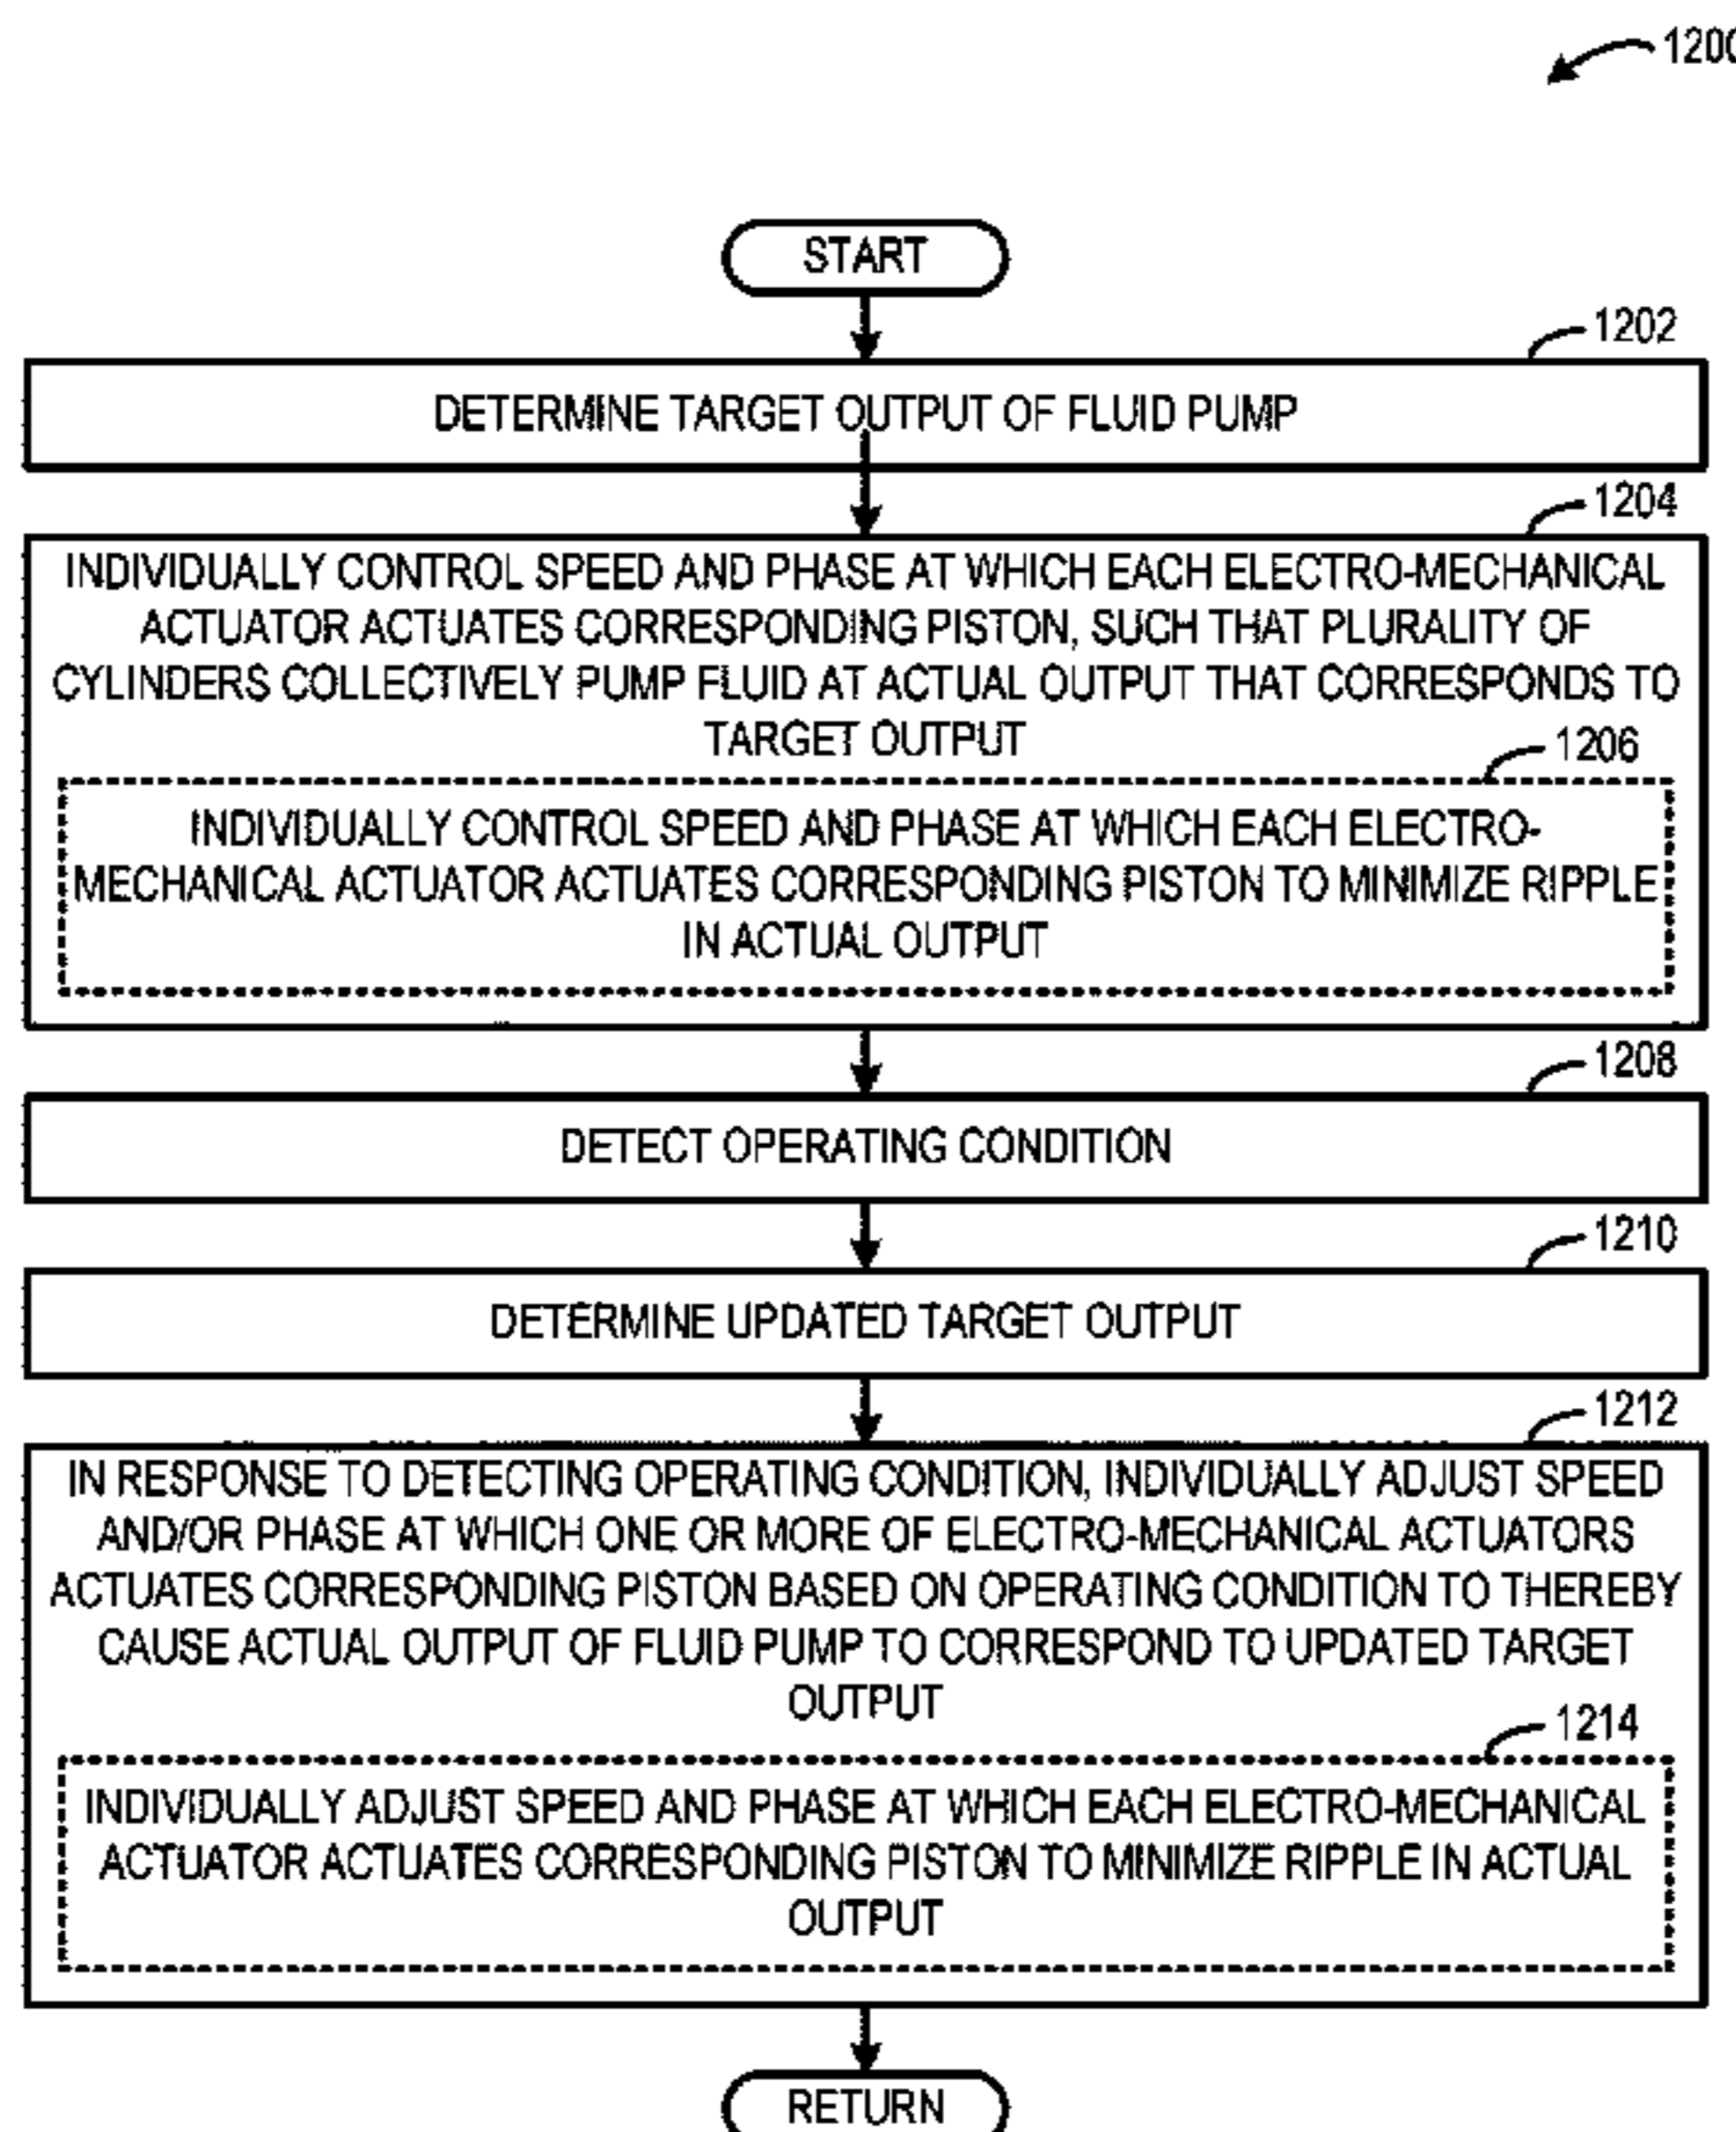 1200
START
1202
DETERMINE TARGET OUTPUT OF FLUID PUMP
1204
INDIVIDUALLY CONTROL SPEED AND PHASE AT WHICH EACH ELECTRO-MECHANICAL
ACTUATOR ACTUATES CORRESPONDING PISTON, SUCH THAT PLURALITY OF
CYLINDERS COLLECTIVELY PUMP FLUID AT ACTUAL OUTPUT THAT CORRESPONDS TO
TARGET OUTPUT
1206
INDIVIDUALLY CONTROL SPEED AND PHASE AT WHICH EACH ELECTRO-
MECHANICAL ACTUATOR ACTUATES CORRESPONDING PISTON TO MINIMIZE RIPPLE
IN ACTUAL OUTPUT
1208
DETECT OPERATING CONDITION
1210
DETERMINE UPDATED TARGET OUTPUT
1212
IN RESPONSE TO DETECTING OPERATING CONDITION, INDIVIDUALLY ADJUST SPEED
AND/OR PHASE AT WHICH ONE OR MORE OF ELECTRO-MECHANICAL ACTUATORS
ACTUATES CORRESPONDING PISTON BASED ON OPERATING CONDITION TO THEREBY
CAUSE ACTUAL OUTPUT OF FLUID PUMP TO CORRESPOND TO UPDATED TARGET
OUTPUT
1214
INDIVIDUALLY ADJUST SPEED AND PHASE AT WHICH EACH ELECTRO-MECHANICAL
ACTUATOR ACTUATES CORRESPONDING PISTON TO MINIMIZE RIPPLE IN ACTUAL
OUTPUT
RETURN